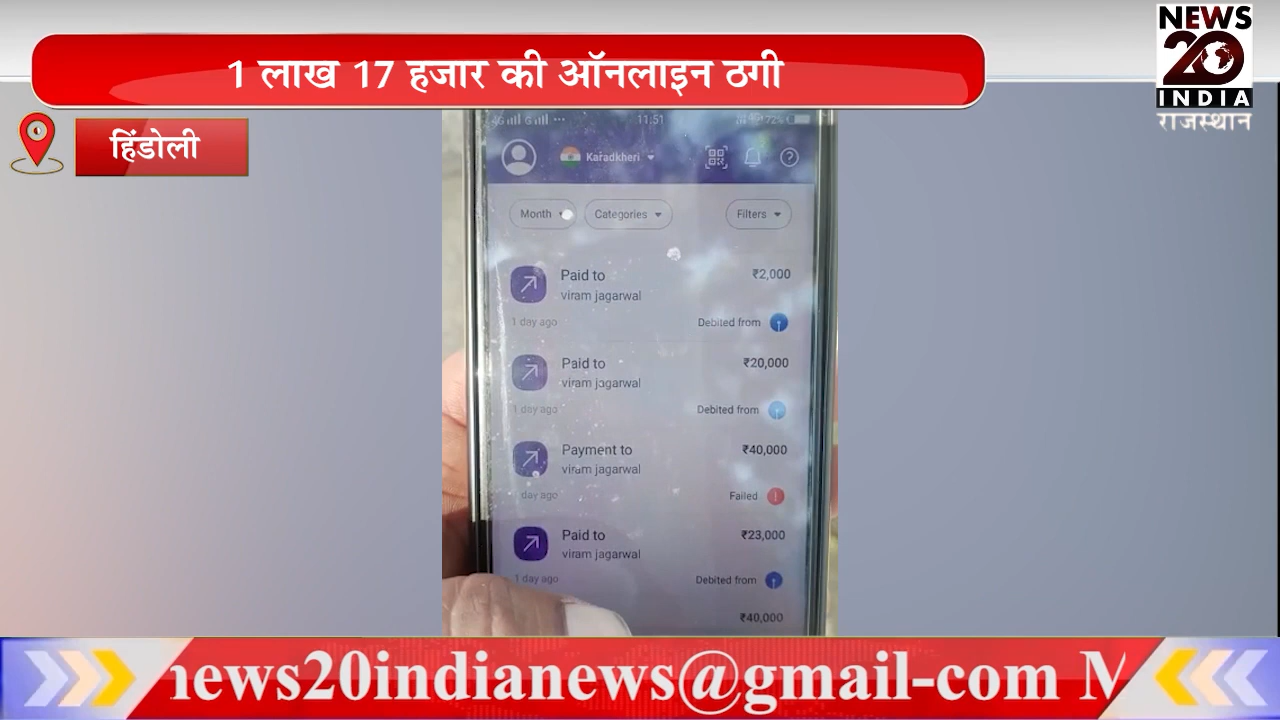 NEWS
20
INDIA
राजस्थान
1 लाख 17 हजार की ऑनलाइन ठगी
हिंडोली
4G G 11:51 72%
Karadkheri
Month Categories Filters
Paid to ₹2,000
viram jagarwal
1 day ago Debited from
Paid to ₹20,000
viram jagarwal
1 day ago Debited from
Payment to ₹40,000
viram jagarwal
day ago Failed
Paid to ₹23,000
viram jagarwal
1 day ago Debited from
₹40,000
news20indianews@gmail-com M